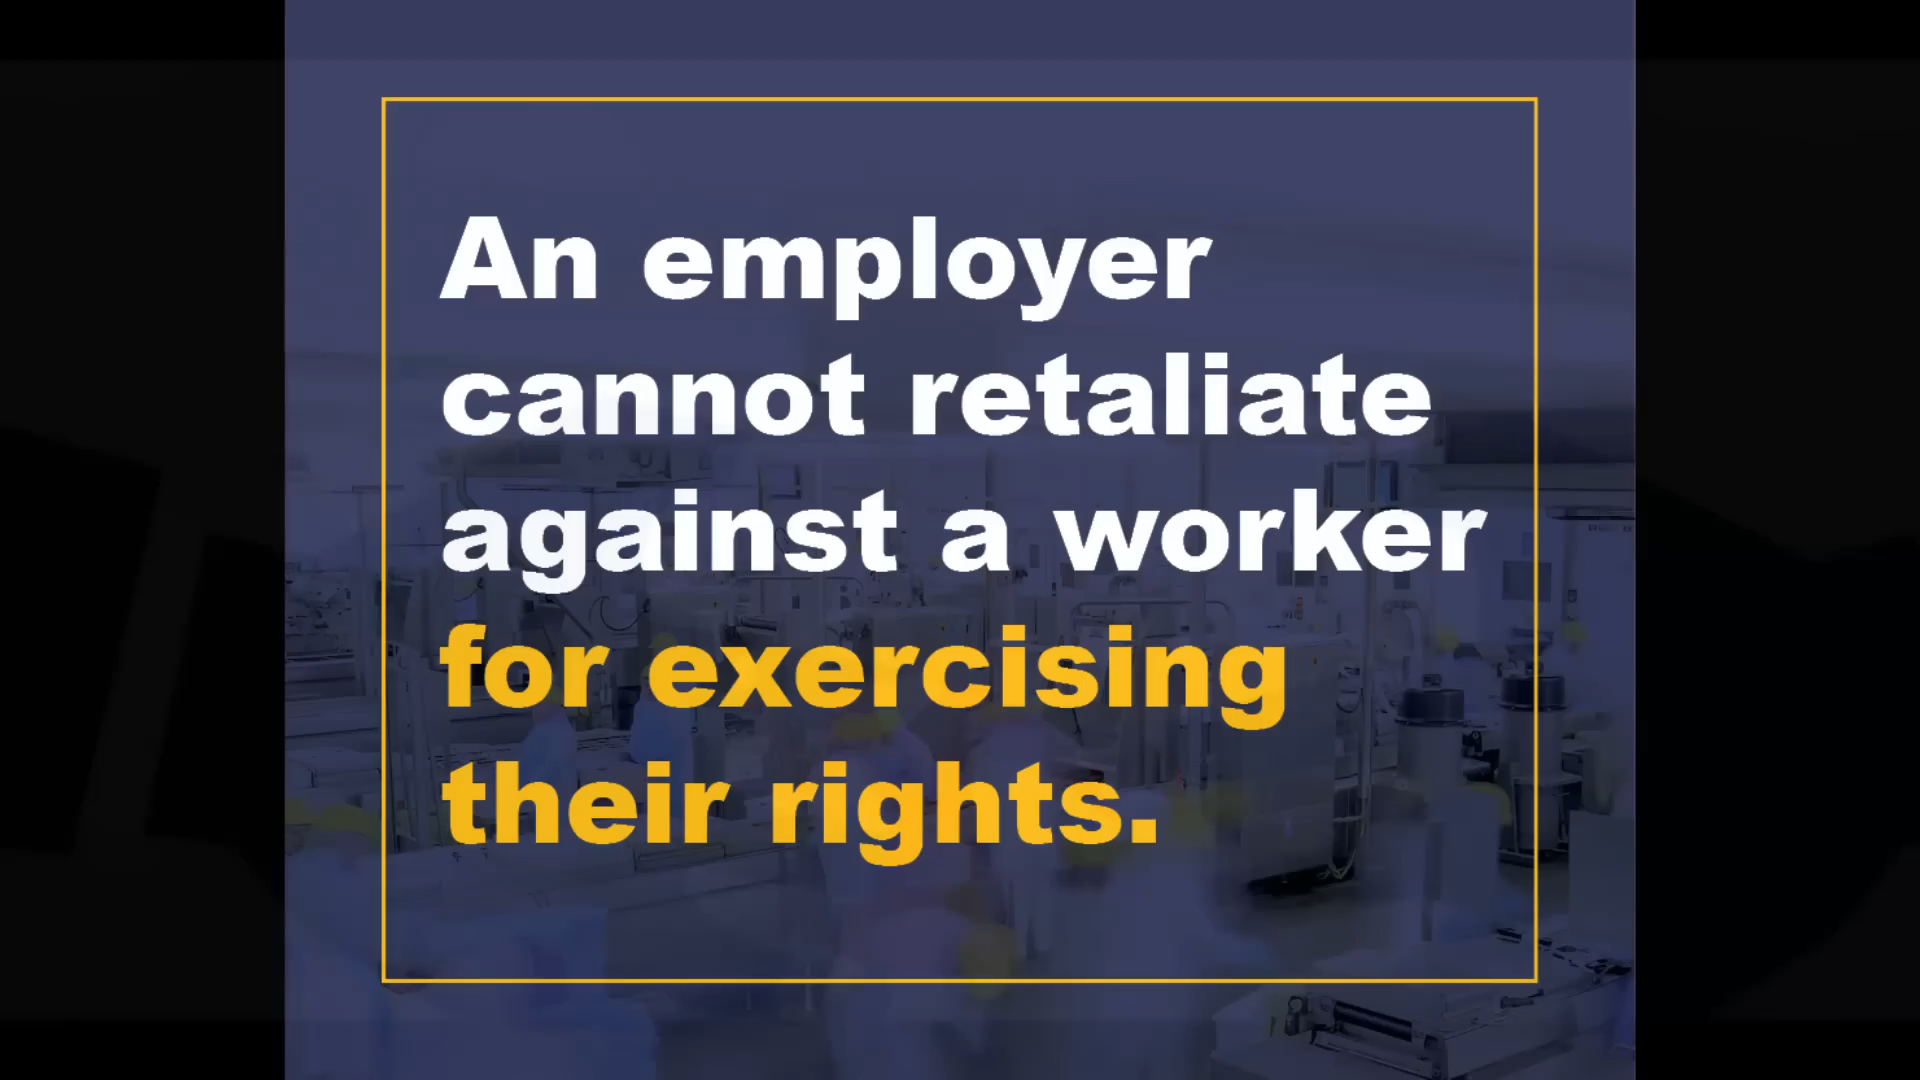 An employer
cannot retaliate
against a worker
for exercising
their rights.